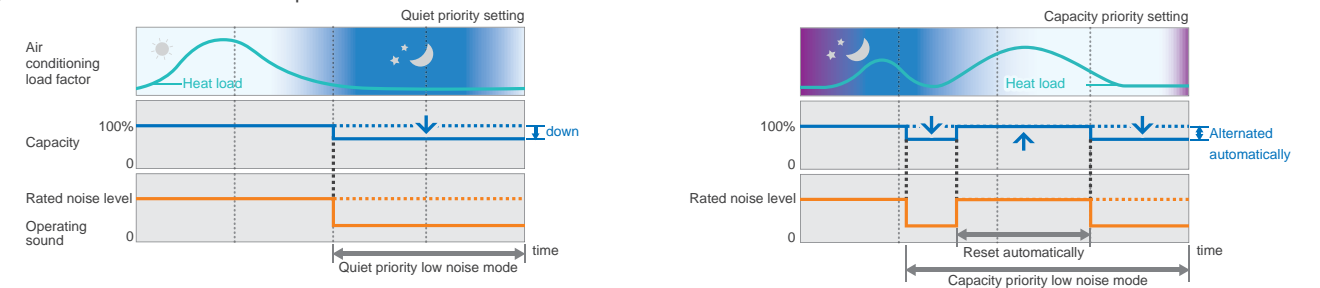 Quiet priority setting
Air
conditioning
load factor
Heat load
100%
Capacity
0
down
Rated noise level
Operating
sound
0
time
Quiet priority low noise mode
Capacity priority setting
Heat load
100%
0
Alternated
automatically
Rated noise level
0
time
Reset automatically
Capacity priority low noise mode